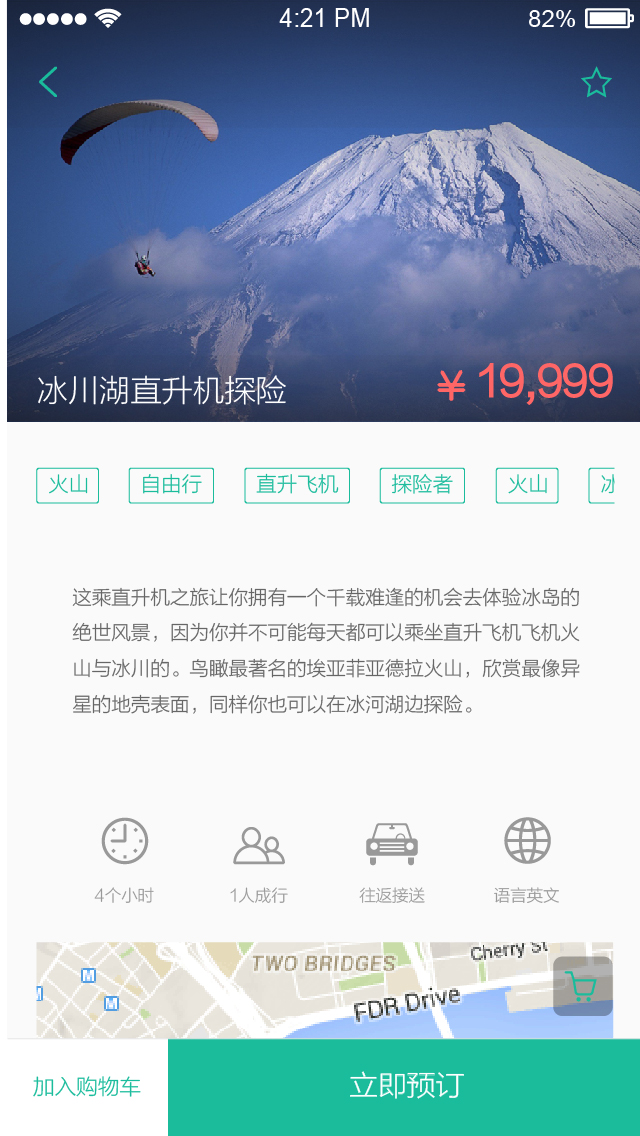 4:21 PM
82%
冰川湖直升机探险
¥ 19,999
火山
自由行
直升飞机
探险者
火山
冰
这乘直升机之旅让你拥有一个千载难逢的机会去体验冰岛的
绝世风景，因为你并不可能每天都可以乘坐直升飞机飞机火
山与冰川的。鸟瞰最著名的埃亚菲亚德拉火山，欣赏最像异
星的地壳表面，同样你也可以在冰河湖边探险。
4个小时
1人成行
往返接送
语言英文
Cherry St
TWO BRIDGES
M
M
M
FDR Drive
加入购物车
立即预订